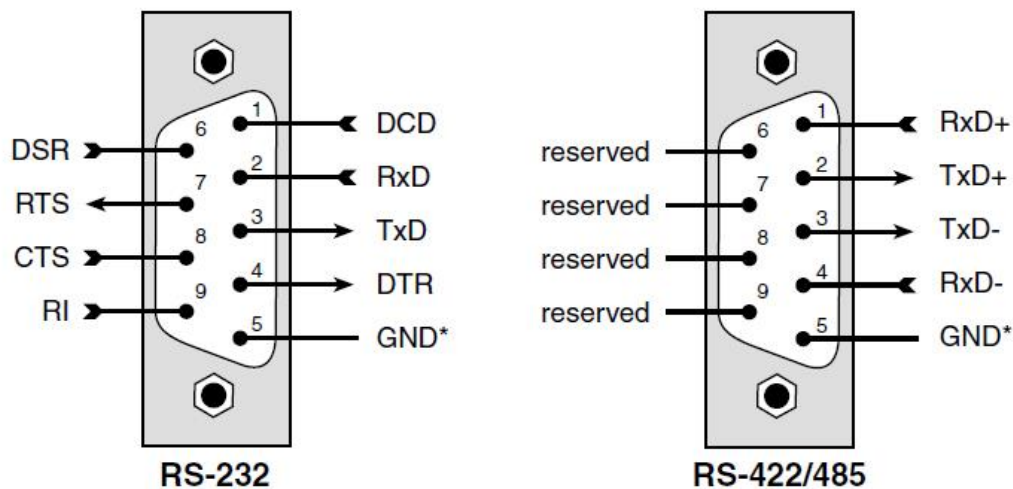 1 DCD
6
DSR
2 RxD
7
RTS
3 TxD
8
CTS
4 DTR
9
RI
5 GND*
RS-232
1 RxD+
6
reserved
2 TxD+
7
reserved
3 TxD-
8
reserved
4 RxD-
9
reserved
5 GND*
RS-422/485